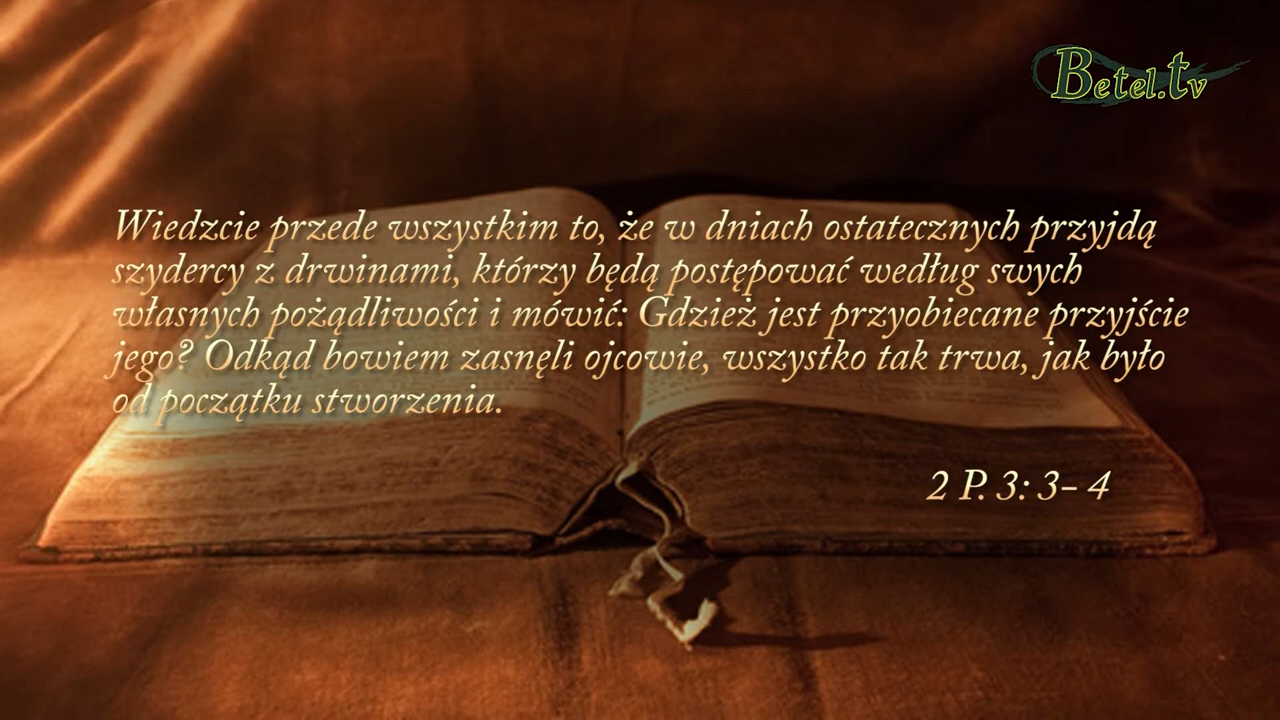 Betel.tv
Wiedzcie przede wszystkim to, że w dniach ostatecznych przyjdą
szydercy z drwinami, którzy będą postępować według swych
własnych pożądliwości i mówić: Gdzież jest przyobiecane przyjście
jego? Odkąd bowiem zasnęli ojcowie, wszystko tak trwa, jak było
od początku stworzenia.
2 P. 3: 3- 4